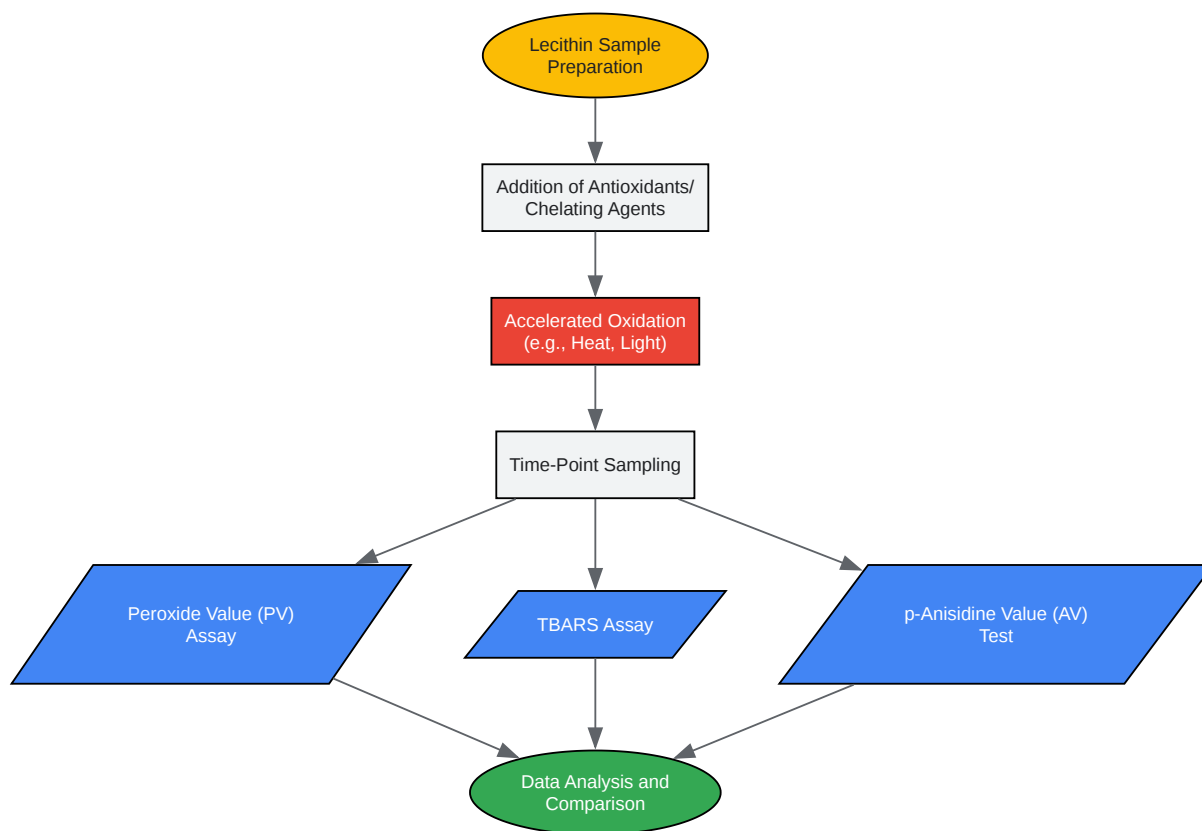 Lecithin Sample
Preparation
Addition of Antioxidants/
Chelating Agents
Accelerated Oxidation
(e.g., Heat, Light)
Time-Point Sampling
Peroxide Value (PV)
Assay
TBARS Assay
p-Anisidine Value (AV)
Test
Data Analysis and
Comparison